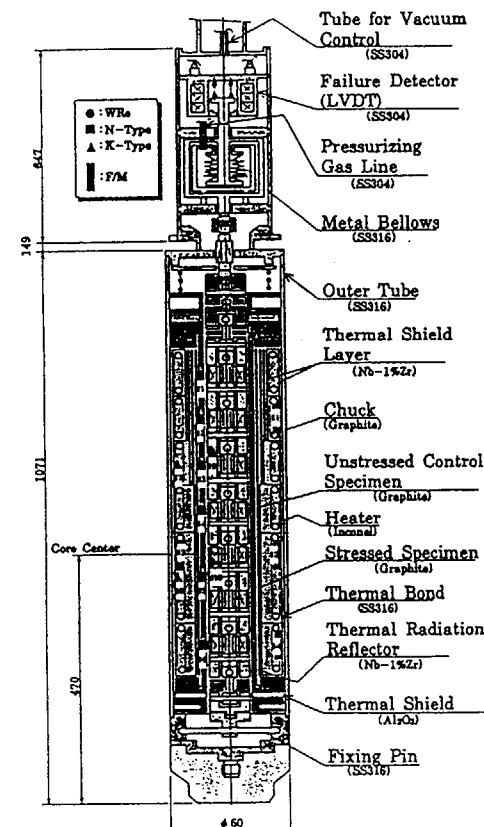 Tube for Vacuum
Control
(SS304)
Failure Detector
(LVDT)
(SS304)
Pressurizing
Gas Line
(SS304)
Metal Bellows
(SS316)
Outer Tube
(SS316)
Thermal Shield
Layer
(Nb-1%Zr)
Chuck
(Graphite)
Unstressed Control
Specimen
(Graphite)
Heater
(Inconel)
Stressed Specimen
(Graphite)
Thermal Bond
(SS316)
Thermal Radiation
Reflector
(Nb-1%Zr)
Thermal Shield
(Al₂O₃)
Fixing Pin
(SS316)
: WRe
: N-Type
: K-Type
: F/M
647
149
1071
Core Center
470
φ60